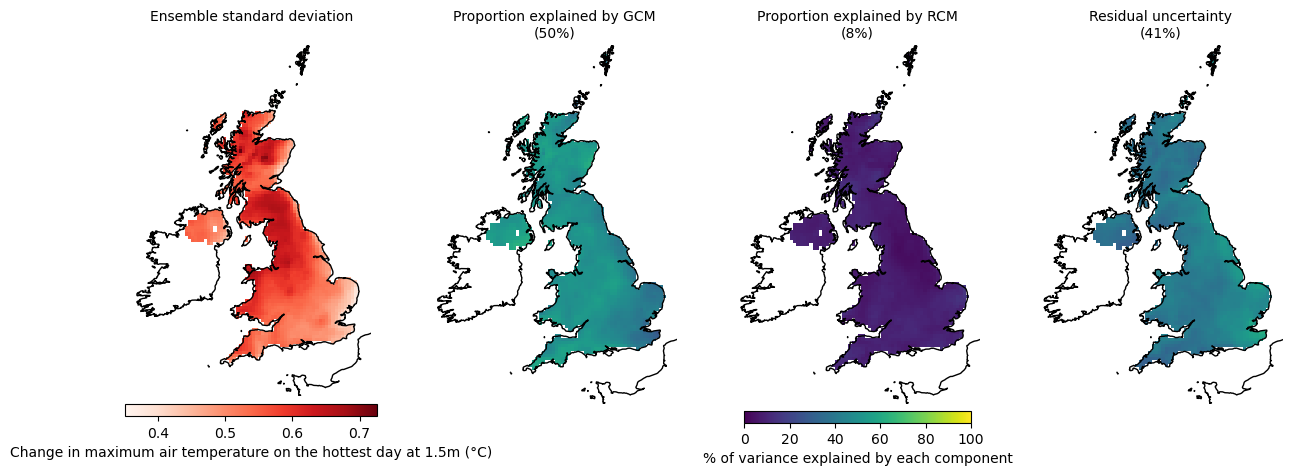 Ensemble standard deviation
Proportion explained by GCM
(50%)
Proportion explained by RCM
(8%)
Residual uncertainty
(41%)
0.4 0.5 0.6 0.7
Change in maximum air temperature on the hottest day at 1.5m (°C)
0 20 40 60 80 100
% of variance explained by each component